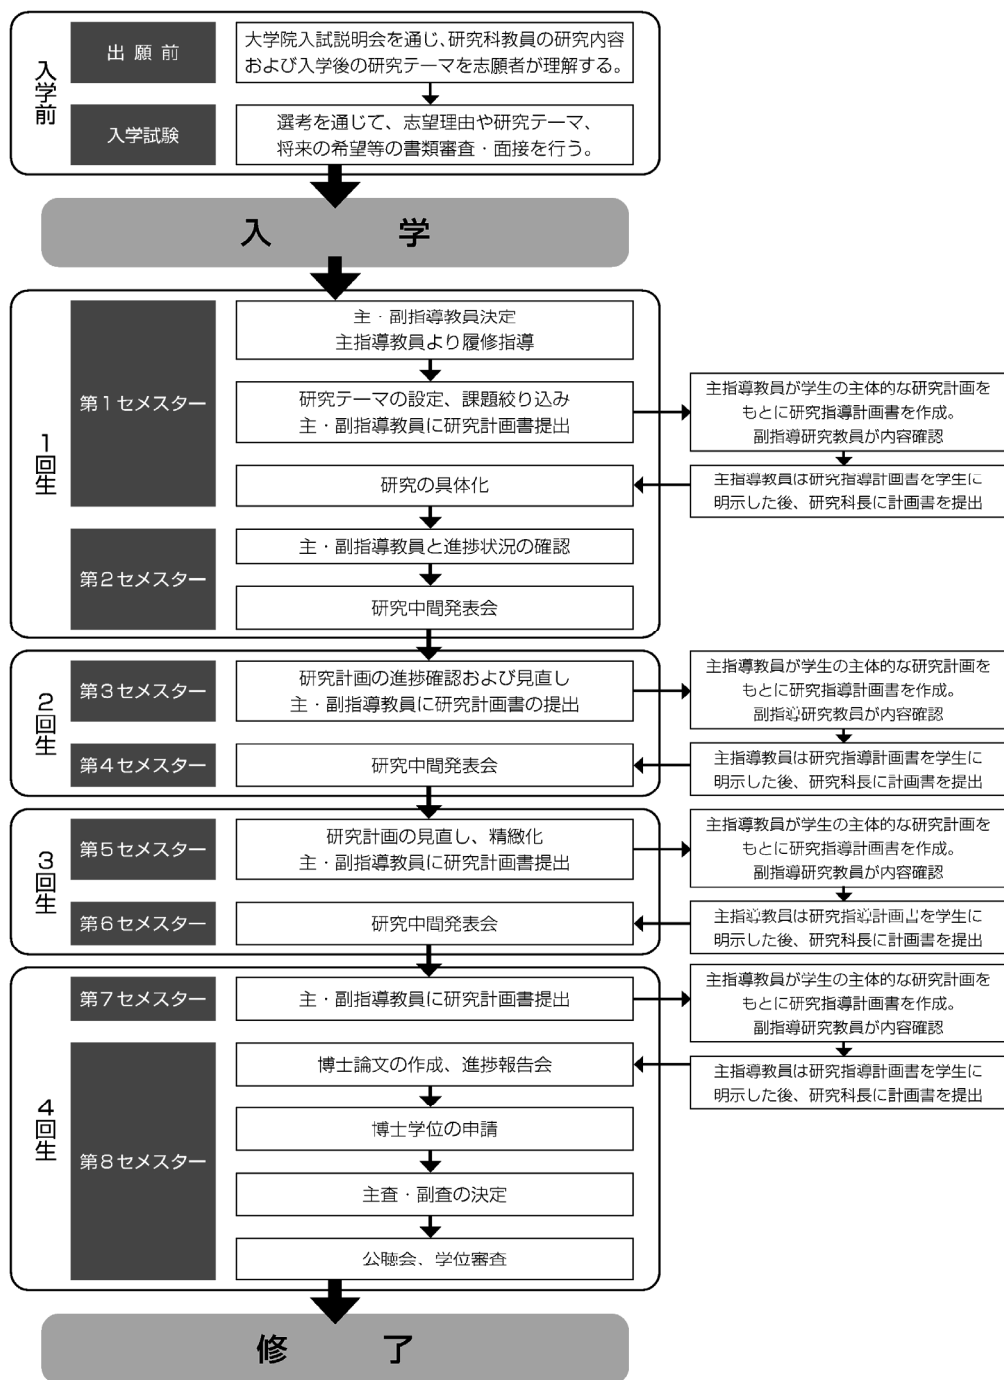 入学前
出願前
大学院入試説明会を通じ、研究科教員の研究内容
および入学後の研究テーマを志願者が理解する。
入学試験
選考を通じて、志望理由や研究テーマ、
将来の希望等の書類審査・面接を行う。
入学
1回生
第1セメスター
主・副指導教員決定
主指導教員より履修指導
研究テーマの設定、課題絞り込み
主・副指導教員に研究計画書提出
主指導教員が学生の主体的な研究計画を
もとに研究指導計画書を作成。
副指導研究教員が内容確認
主指導教員は研究指導計画書を学生に
明示した後、研究科長に計画書を提出
研究の具体化
第2セメスター
主・副指導教員と進捗状況の確認
研究中間発表会
2回生
第3セメスター
研究計画の進捗確認および見直し
主・副指導教員に研究計画書の提出
主指導教員が学生の主体的な研究計画を
もとに研究指導計画書を作成。
副指導研究教員が内容確認
主指導教員は研究指導計画書を学生に
明示した後、研究科長に計画書を提出
第4セメスター
研究中間発表会
3回生
第5セメスター
研究計画の見直し、精緻化
主・副指導教員に研究計画書提出
主指導教員が学生の主体的な研究計画を
もとに研究指導計画書を作成。
副指導研究教員が内容確認
主指導教員は研究指導計画書を学生に
明示した後、研究科長に計画書を提出
第6セメスター
研究中間発表会
4回生
第7セメスター
主・副指導教員に研究計画書提出
主指導教員が学生の主体的な研究計画を
もとに研究指導計画書を作成。
副指導研究教員が内容確認
主指導教員は研究指導計画書を学生に
明示した後、研究科長に計画書を提出
第8セメスター
博士論文の作成、進捗報告会
博士学位の申請
主査・副査の決定
公聴会、学位審査
修了